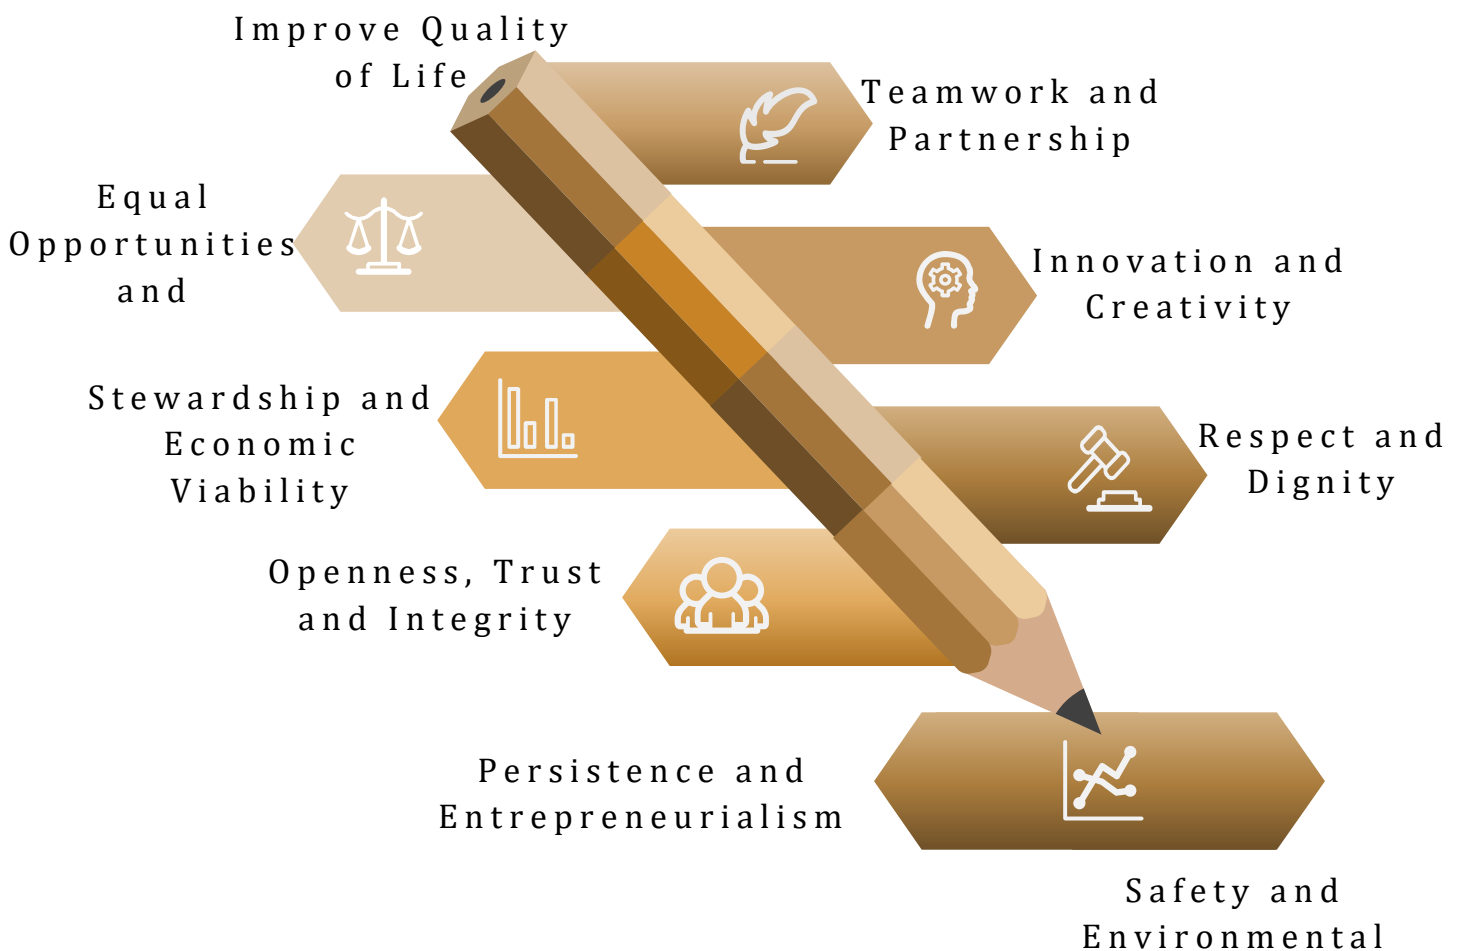 Improve Quality
of Life
Teamwork and
Partnership
Equal
Opportunities
and
Innovation and
Creativity
Stewardship and
Economic
Viability
Respect and
Dignity
Openness, Trust
and Integrity
Persistence and
Entrepreneurialism
Safety and
Environmental